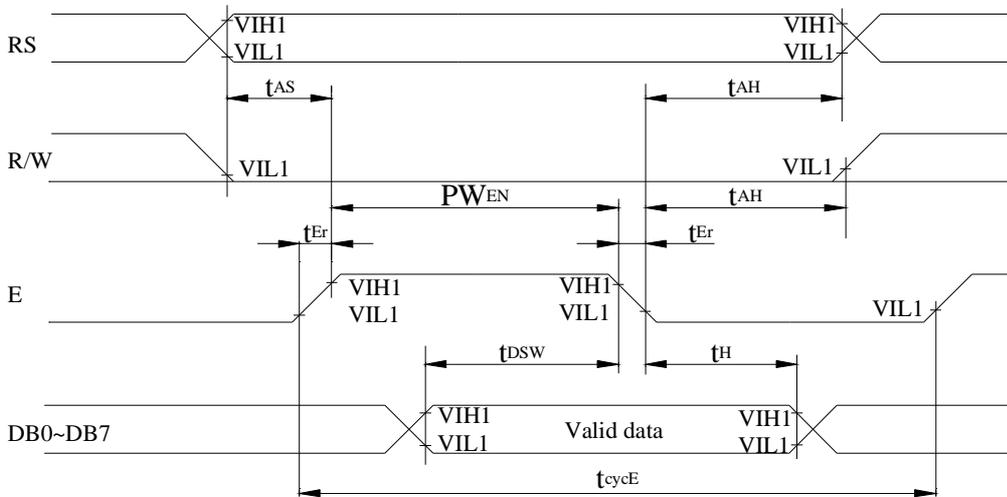 RS
VIH1
VIL1
VIH1
VIL1
tAS
tAH
R/W
VIL1
VIL1
PWEN
tAH
tEr
tEr
E
VIH1
VIL1
VIH1
VIL1
VIL1
tDSW
tH
DB0~DB7
VIH1
VIL1
Valid data
VIH1
VIL1
tcycE